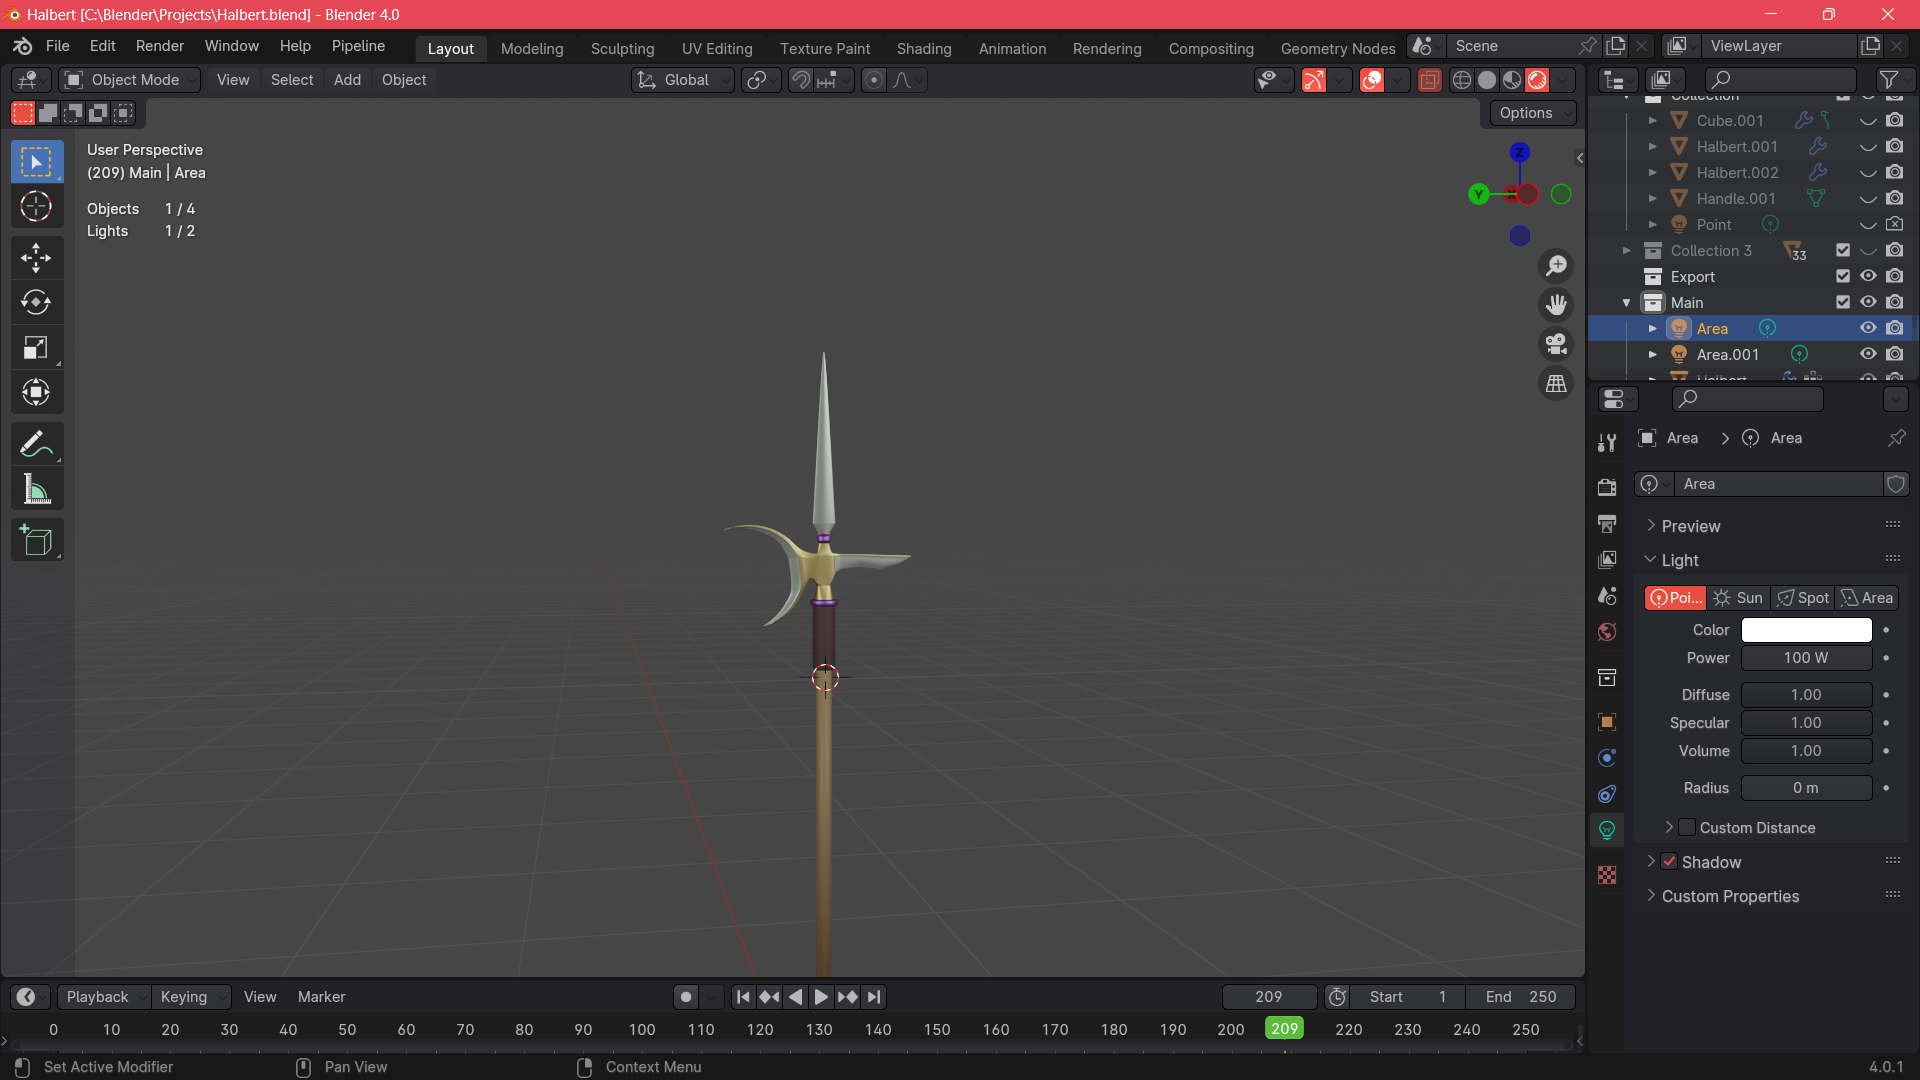 Halbert [C:\Blender\Projects\Halbert.blend] - Blender 4.0
File Edit Render Window Help Pipeline
Layout Modeling Sculpting UV Editing Texture Paint Shading Animation Rendering Compositing Geometry Nodes
Scene
ViewLayer
Object Mode View Select Add Object
Global
Options
User Perspective
(209) Main | Area
Objects 1 / 4
Lights 1 / 2
Z
Y
X
Collection
Cube.001
Halbert.001
Halbert.002
Handle.001
Point
Collection 3 33
Export
Main
Area
Area.001
Halbert
Area > Area
Area
Preview
Light
Poi... Sun Spot Area
Color
Power 100 W
Diffuse 1.00
Specular 1.00
Volume 1.00
Radius 0 m
Custom Distance
Shadow
Custom Properties
Playback Keying View Marker
209
Start 1 End 250
0 10 20 30 40 50 60 70 80 90 100 110 120 130 140 150 160 170 180 190 200 209 220 230 240 250
Set Active Modifier
Pan View
Context Menu
4.0.1